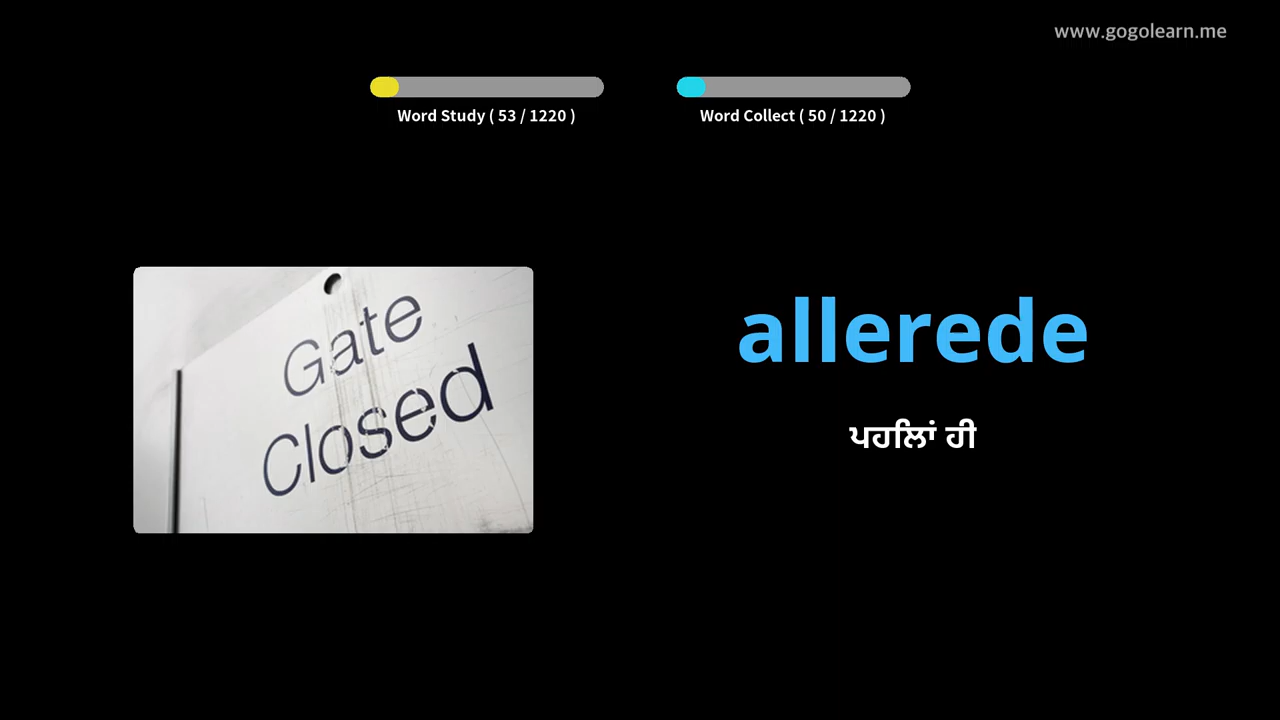 www.gogolearn.me
Word Study ( 53 / 1220 )
Word Collect ( 50 / 1220 )
Gate
Closed
allerede
ਪਹਿਲਾਂ ਹੀ